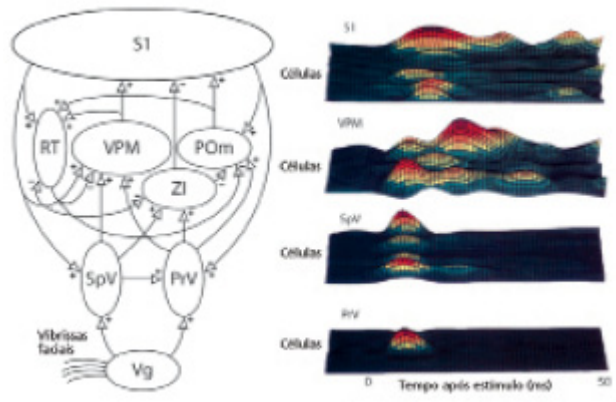 S1
RT
VPM
POm
ZI
SpV
PrV
Vibrissas
faciais
Vg
S1
Células
VPM
Células
SpV
Células
PrV
Células
0
Tempo após estímulo (ms)
50